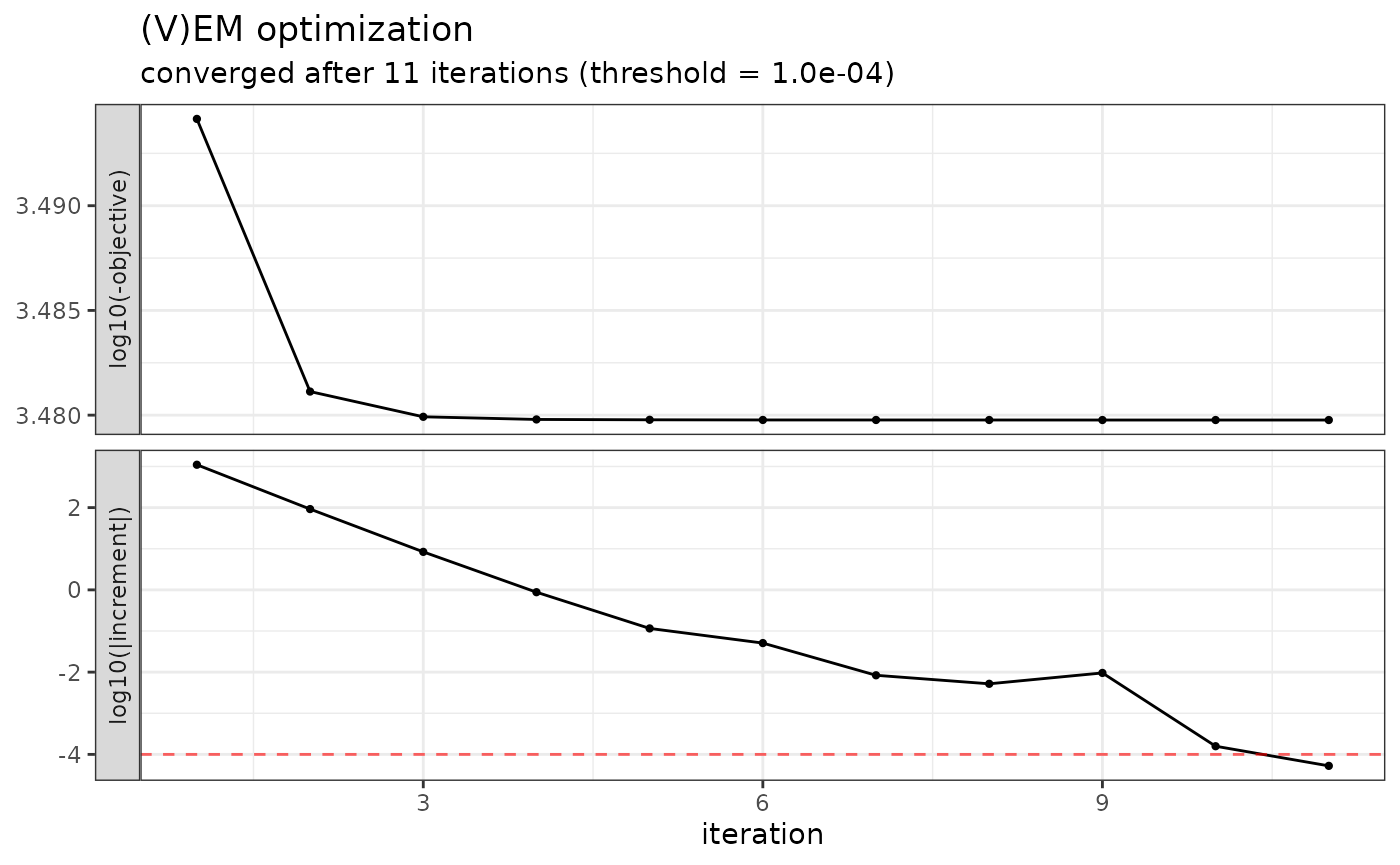 (V)EM optimization
converged after 11 iterations (threshold = 1.0e-04)
log10(-objective)
3.490
3.485
3.480
log10(|increment|)
2
0
-2
-4
3
6
9
iteration